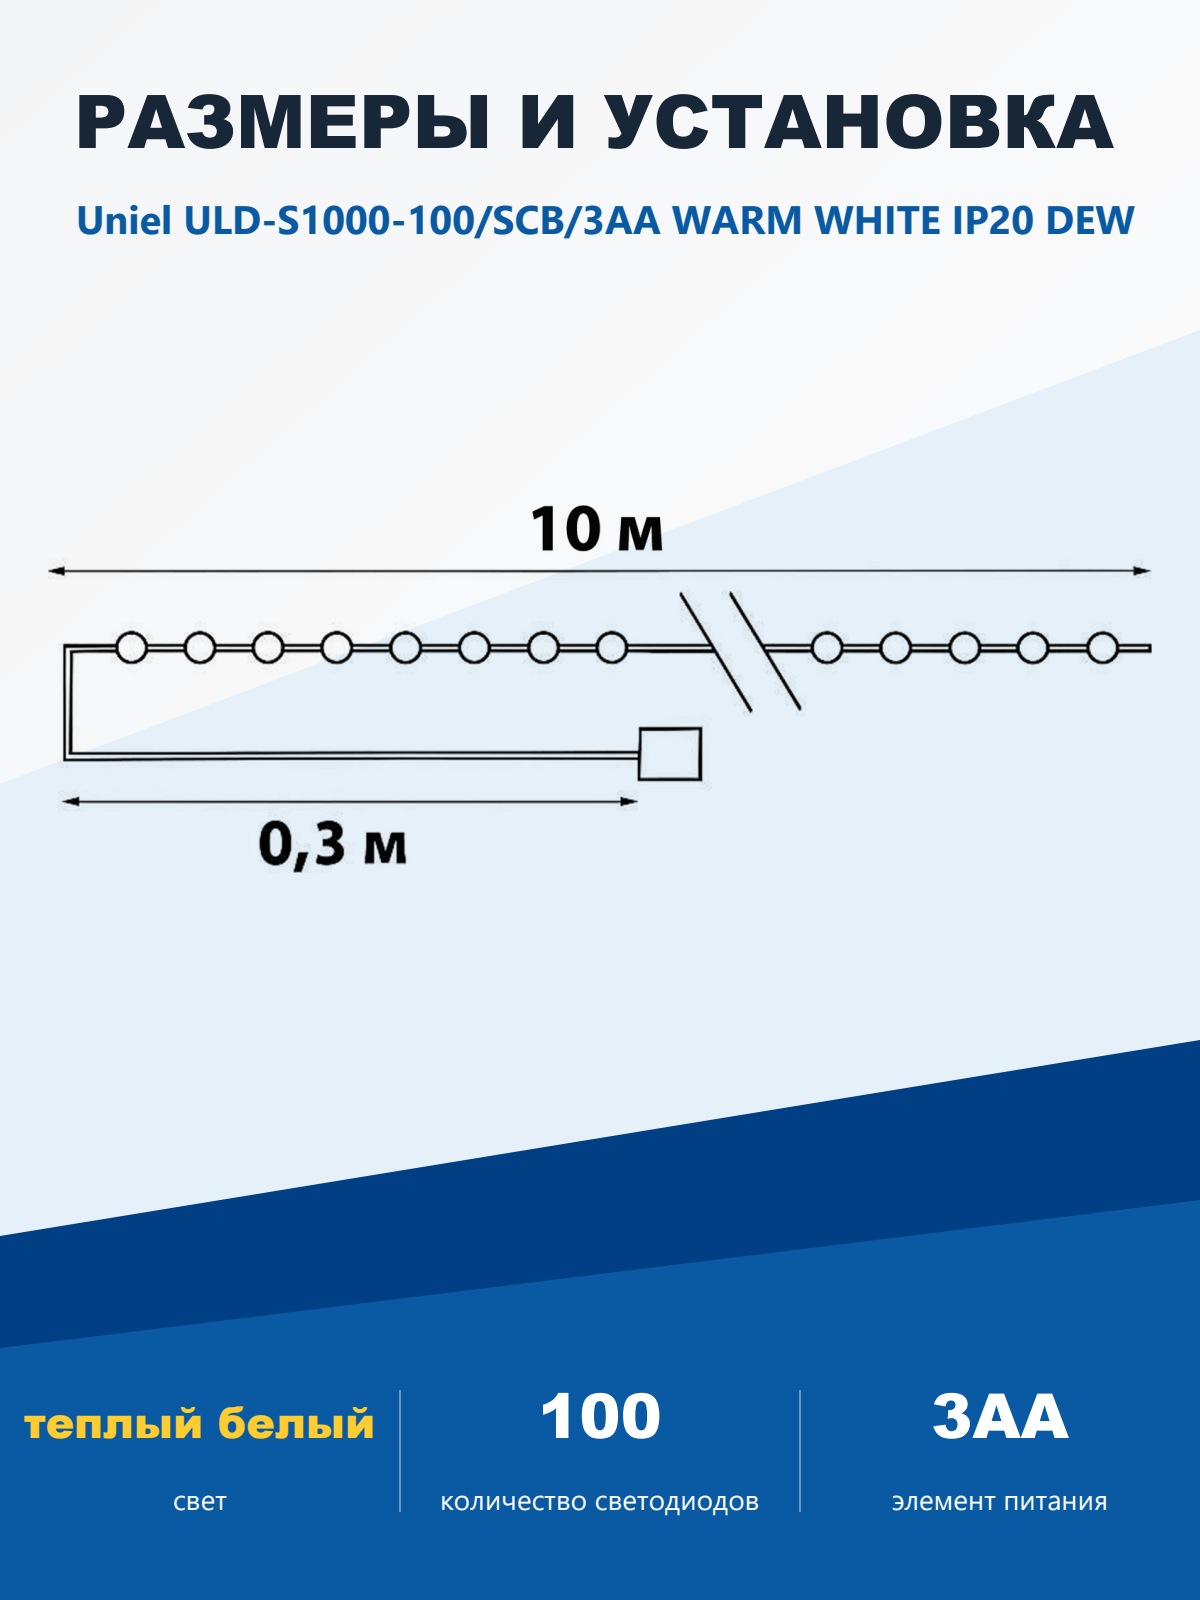 РАЗМЕРЫ И УСТАНОВКА
Uniel ULD-S1000-100/SCB/3AA WARM WHITE IP20 DEW
10 м
0,3 м
теплый белый
свет
100
количество светодиодов
3AA
элемент питания